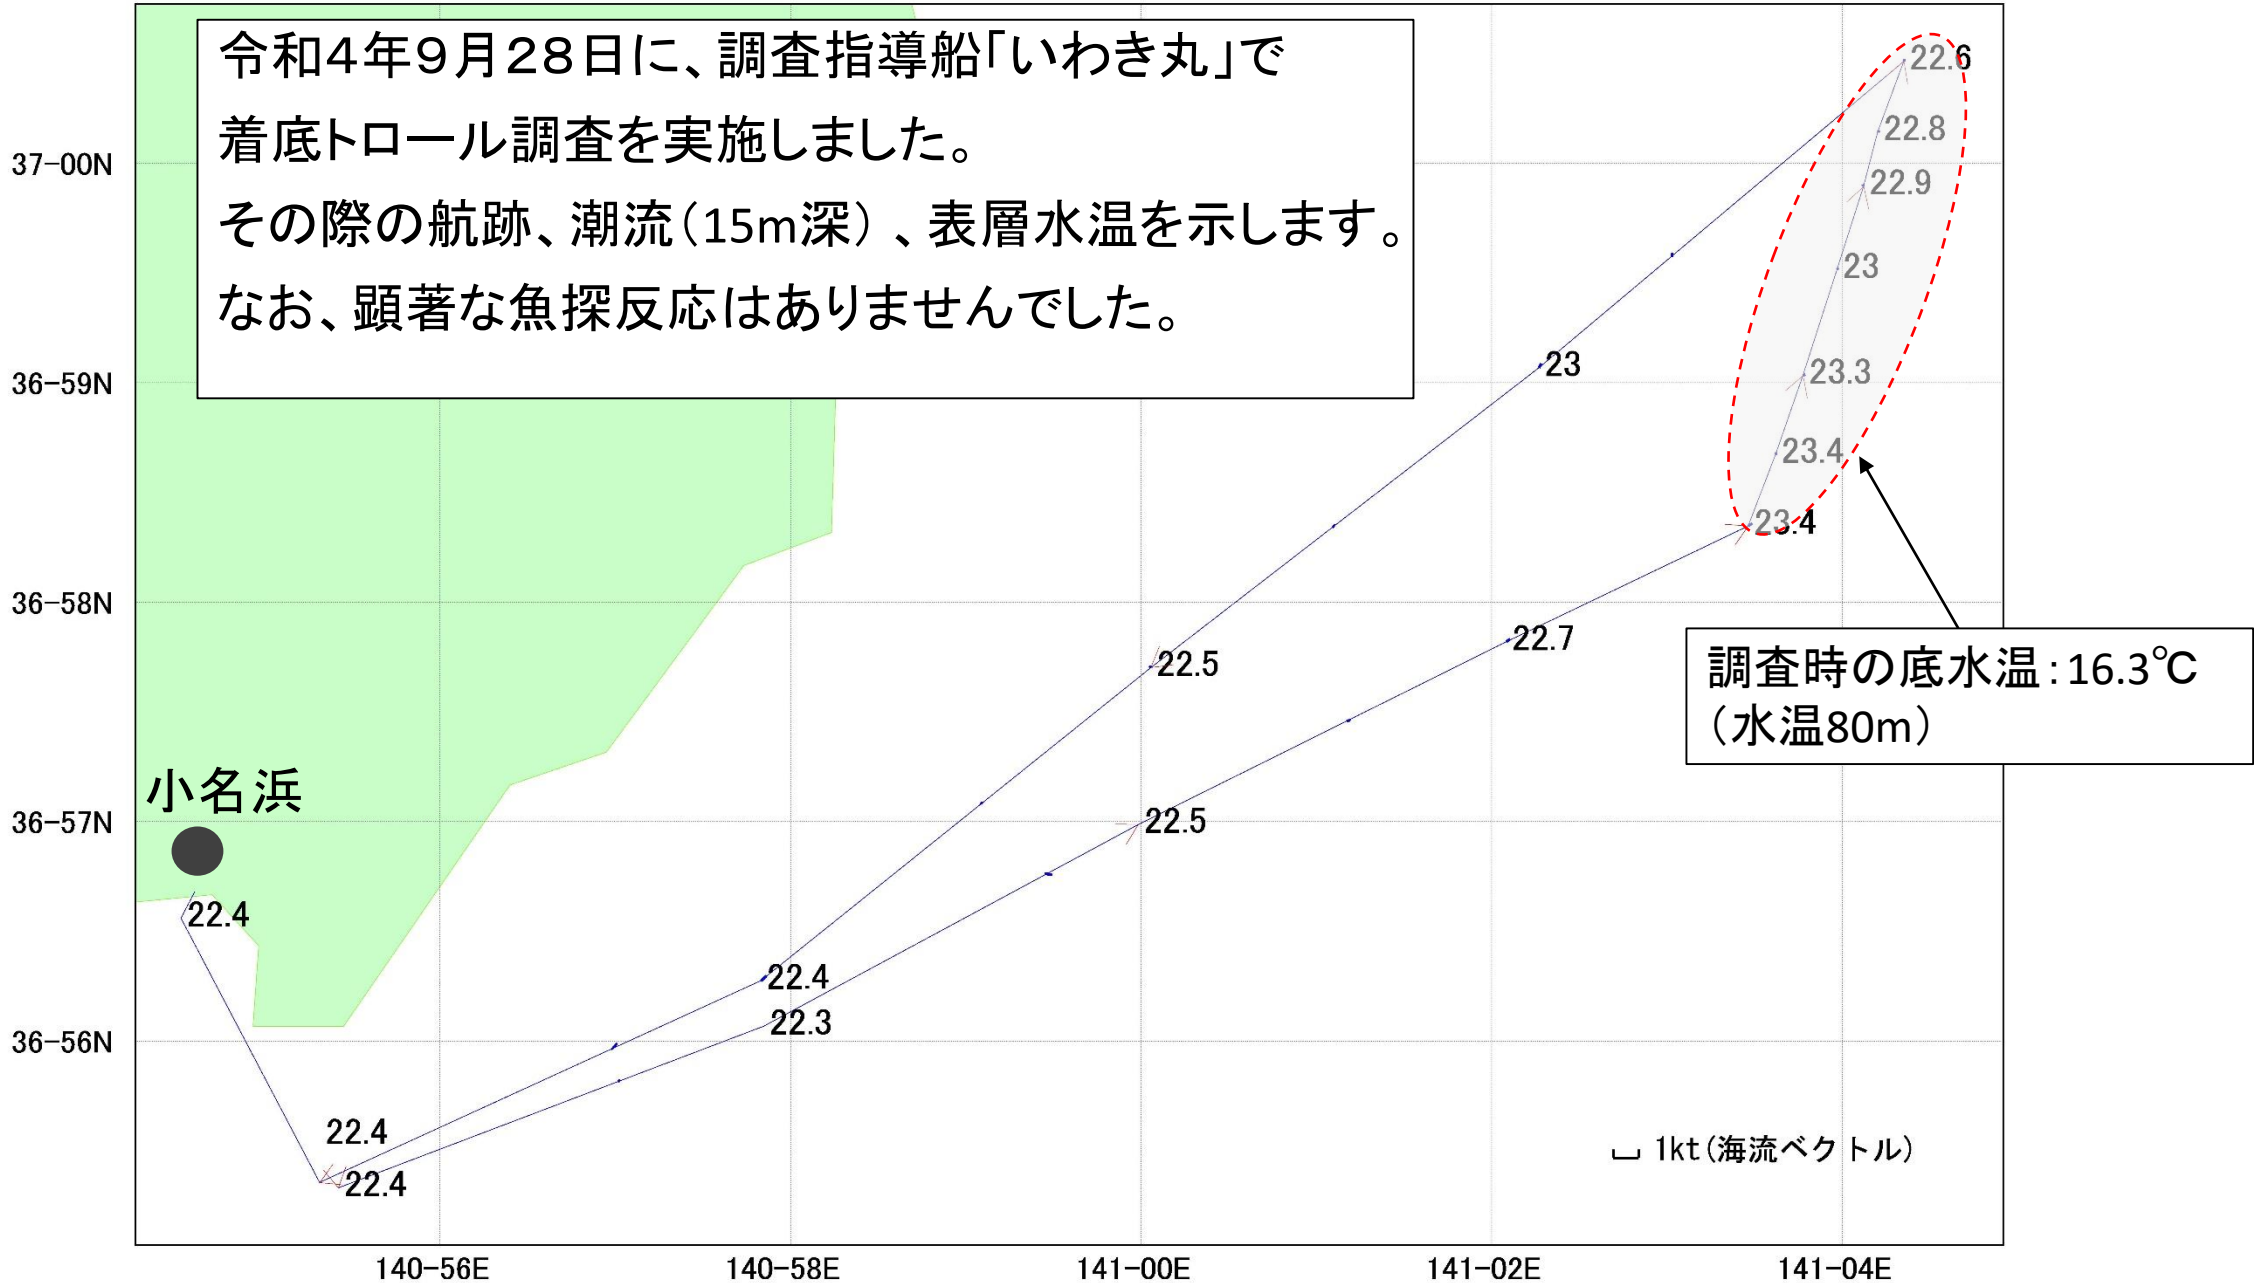 令和4年9月28日に、調査指導船「いわき丸」で
着底トロール調査を実施しました。
その際の航跡、潮流(15m深)、表層水温を示します。
なお、顕著な魚探反応はありませんでした。
22.6
22.8
37-00N
22.9
23
23
36-59N
23.3
23.4
23.4
36-58N
22.7
22.5
調査時の底水温:16.3℃
(水温80m)
小名浜
36-57N
22.5
22.4
22.4
22.3
36-56N
22.4
1kt(海流ベクトル)
22.4
140-56E
140-58E
141-00E
141-02E
141-04E